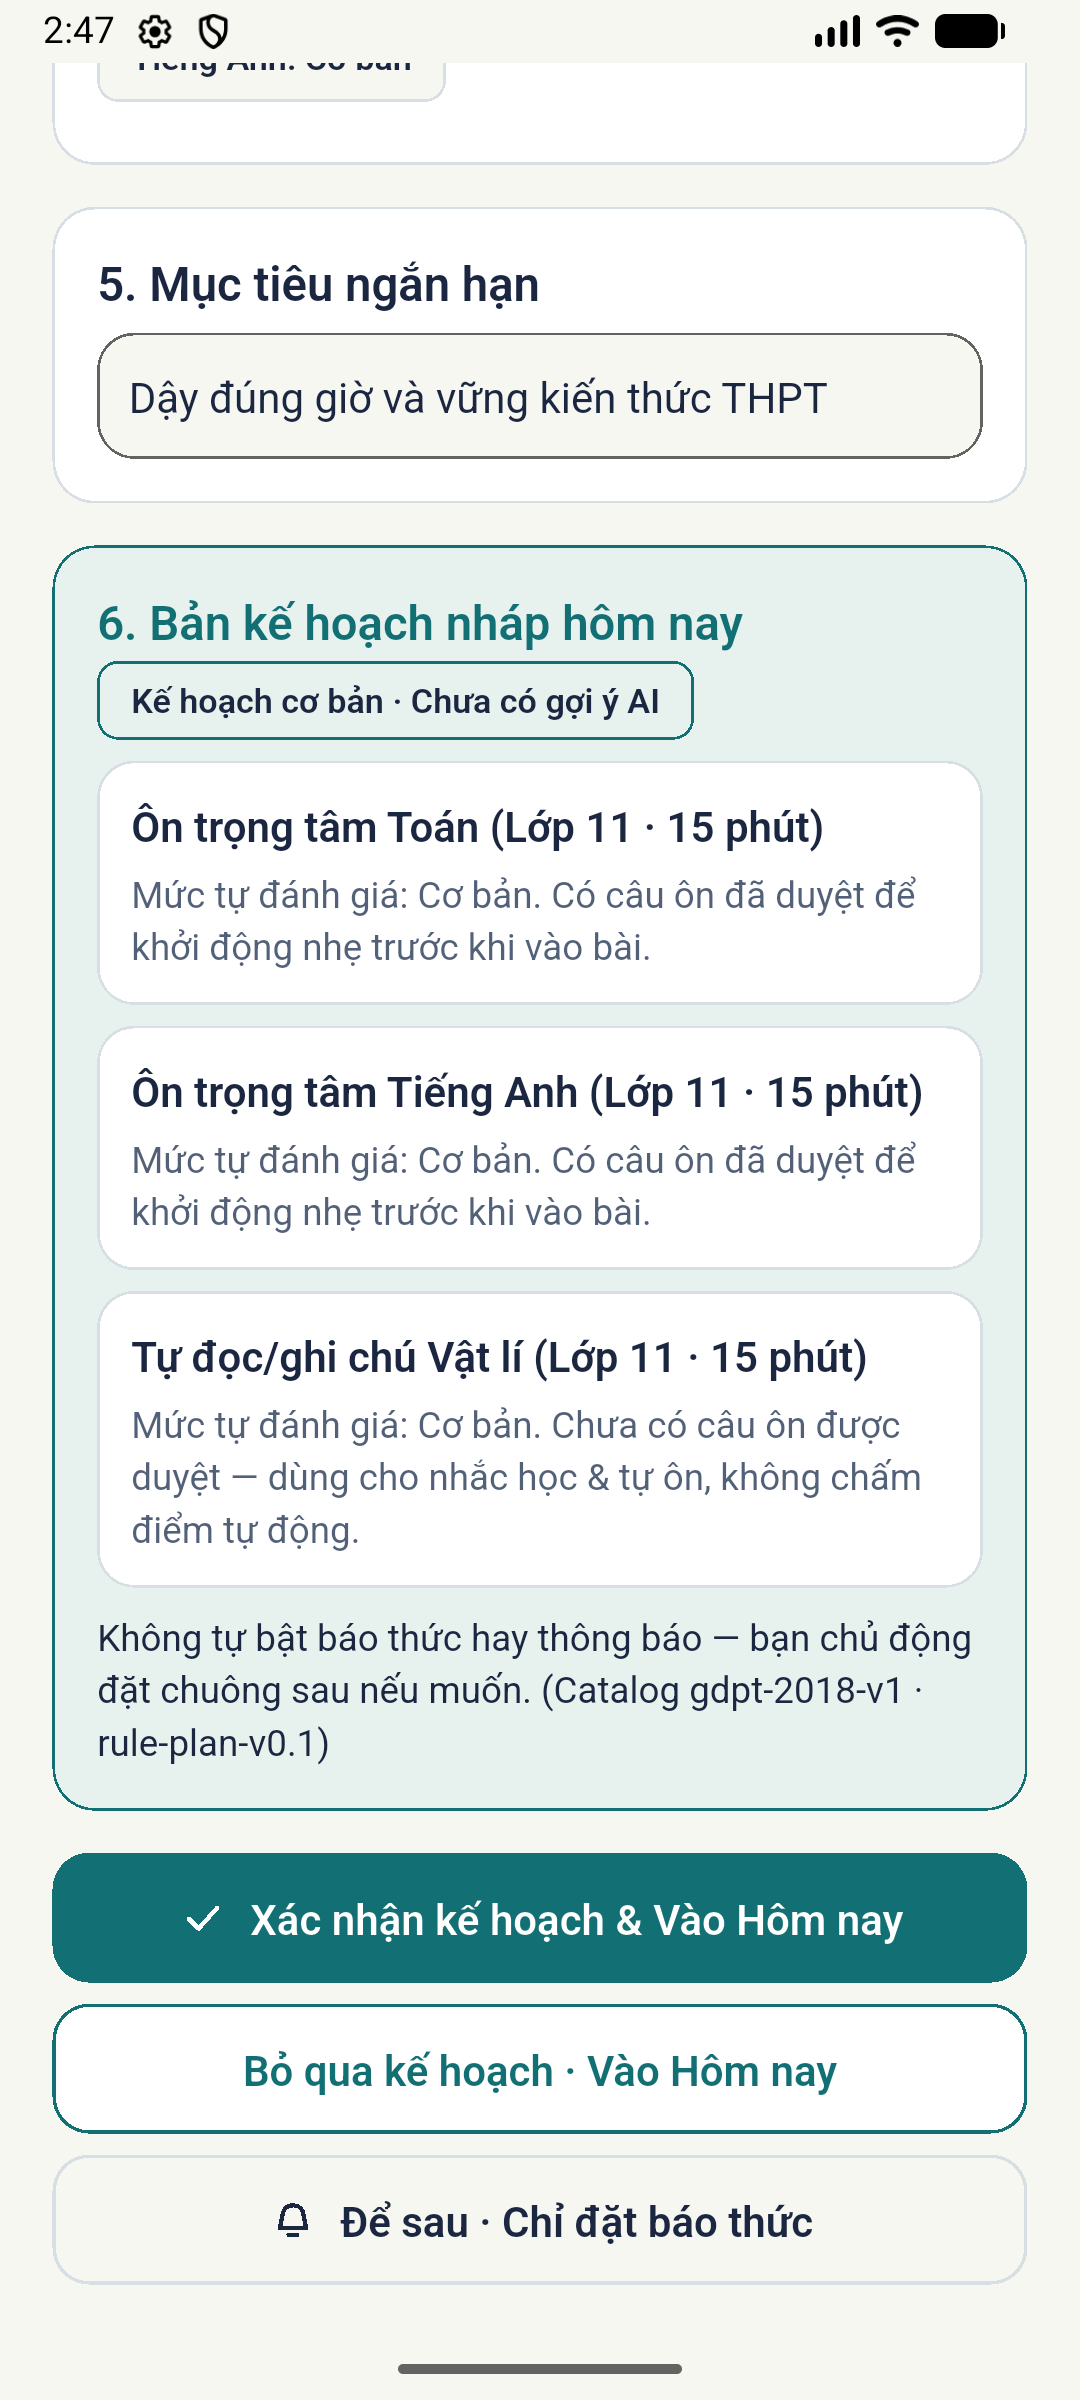 2:47
Tiếng Anh: Cơ bản
5. Mục tiêu ngắn hạn
Dậy đúng giờ và vững kiến thức THPT
6. Bản kế hoạch nháp hôm nay
Kế hoạch cơ bản · Chưa có gợi ý AI
Ôn trọng tâm Toán (Lớp 11 · 15 phút)
Mức tự đánh giá: Cơ bản. Có câu ôn đã duyệt để
khởi động nhẹ trước khi vào bài.
Ôn trọng tâm Tiếng Anh (Lớp 11 · 15 phút)
Mức tự đánh giá: Cơ bản. Có câu ôn đã duyệt để
khởi động nhẹ trước khi vào bài.
Tự đọc/ghi chú Vật lí (Lớp 11 · 15 phút)
Mức tự đánh giá: Cơ bản. Chưa có câu ôn được
duyệt — dùng cho nhắc học & tự ôn, không chấm
điểm tự động.
Không tự bật báo thức hay thông báo — bạn chủ động
đặt chuông sau nếu muốn. (Catalog gdpt-2018-v1 ·
rule-plan-v0.1)
Xác nhận kế hoạch & Vào Hôm nay
Bỏ qua kế hoạch · Vào Hôm nay
Để sau · Chỉ đặt báo thức